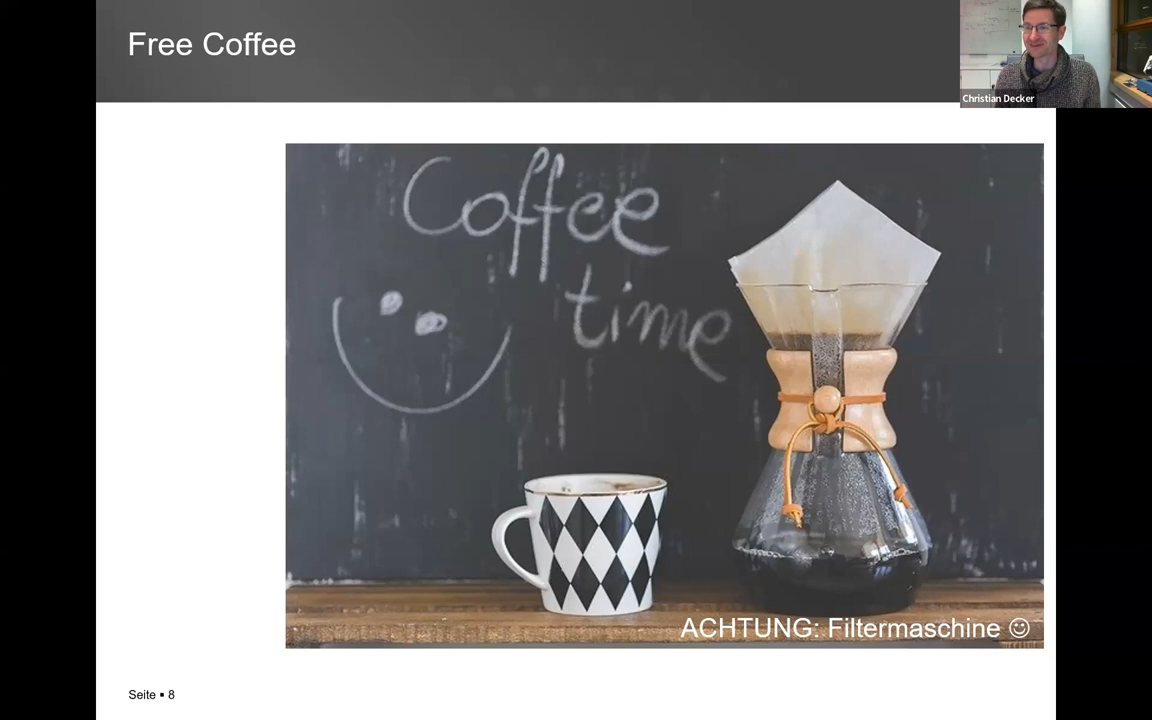 Free Coffee
Christian Decker
Coffee
time
ACHTUNG: Filtermaschine ☺
Seite ▪ 8